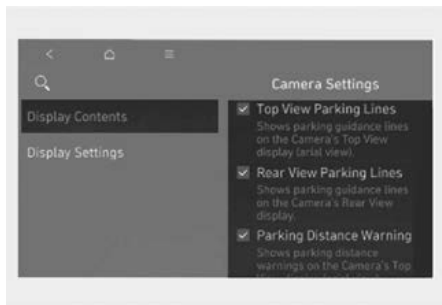 Camera Settings
Display Contents
Display Settings
Top View Parking Lines
Shows parking guidance lines
on the Camera's Top View
display (arial view).
Rear View Parking Lines
Shows parking guidance lines
on the Camera's Rear View
display.
Parking Distance Warning
Shows parking distance
warnings on the Camera's Top